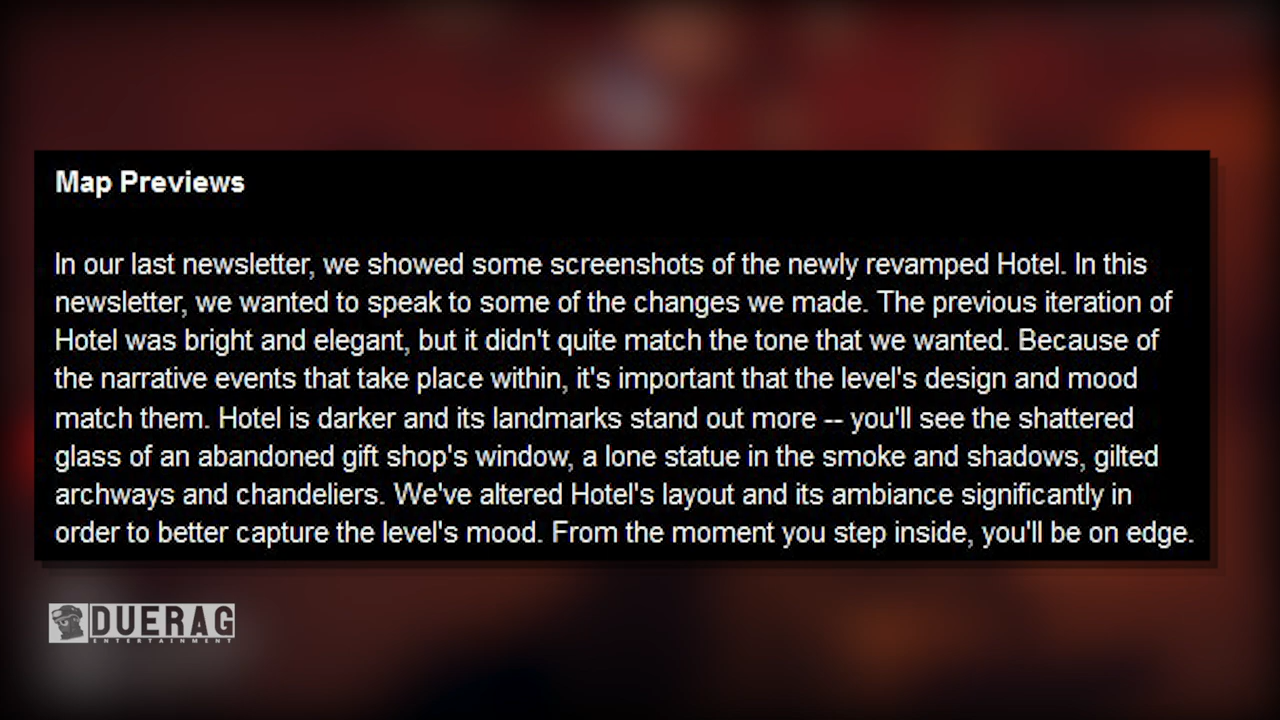 Map Previews
In our last newsletter, we showed some screenshots of the newly revamped Hotel. In this
newsletter, we wanted to speak to some of the changes we made. The previous iteration of
Hotel was bright and elegant, but it didn't quite match the tone that we wanted. Because of
the narrative events that take place within, it's important that the level's design and mood
match them. Hotel is darker and its landmarks stand out more -- you'll see the shattered
glass of an abandoned gift shop's window, a lone statue in the smoke and shadows, gilted
archways and chandeliers. We've altered Hotel's layout and its ambiance significantly in
order to better capture the level's mood. From the moment you step inside, you'll be on edge.
DUERAG
ENTERTAINMENT